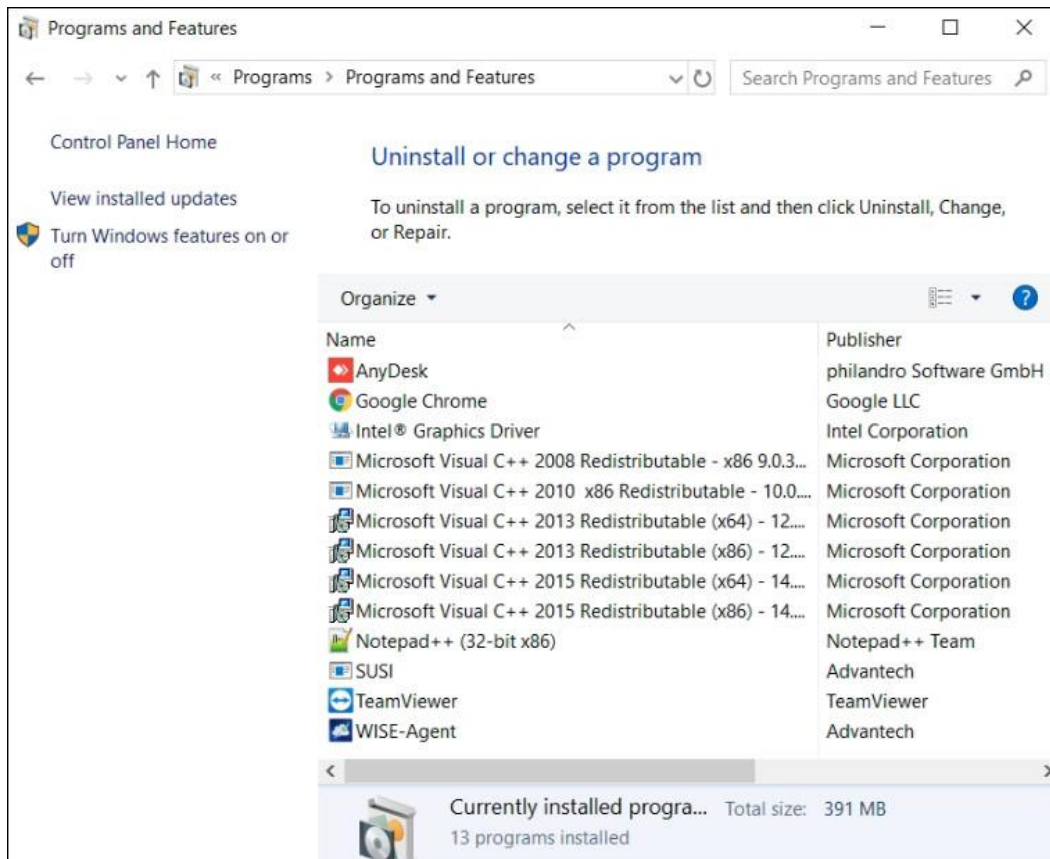 Programs and Features
« Programs > Programs and Features
Search Programs and Features
Control Panel Home
View installed updates
Turn Windows features on or
off
Uninstall or change a program
To uninstall a program, select it from the list and then click Uninstall, Change,
or Repair.
Organize
Name Publisher
AnyDesk philandro Software GmbH
Google Chrome Google LLC
Intel® Graphics Driver Intel Corporation
Microsoft Visual C++ 2008 Redistributable - x86 9.0.3... Microsoft Corporation
Microsoft Visual C++ 2010  x86 Redistributable - 10.0.... Microsoft Corporation
Microsoft Visual C++ 2013 Redistributable (x64) - 12.... Microsoft Corporation
Microsoft Visual C++ 2013 Redistributable (x86) - 12.... Microsoft Corporation
Microsoft Visual C++ 2015 Redistributable (x64) - 14.... Microsoft Corporation
Microsoft Visual C++ 2015 Redistributable (x86) - 14.... Microsoft Corporation
Notepad++ (32-bit x86) Notepad++ Team
SUSI Advantech
TeamViewer TeamViewer
WISE-Agent Advantech
Currently installed progra... Total size: 391 MB
13 programs installed